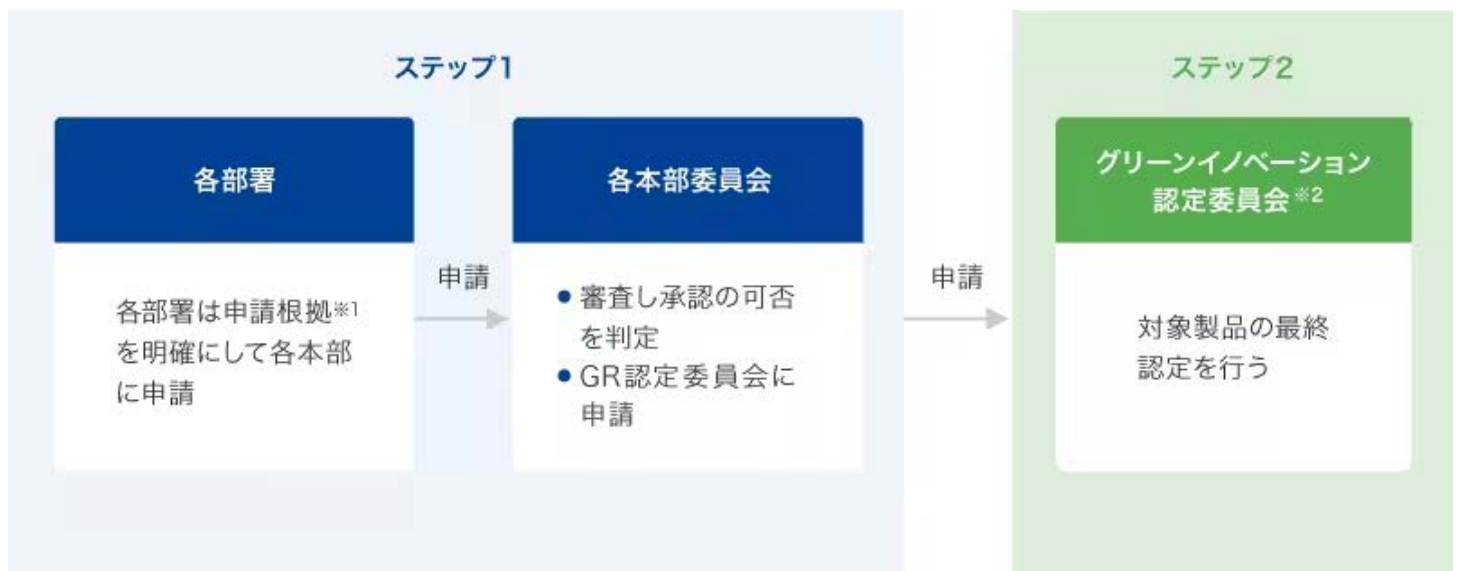 ステップ1
各部署
各部署は申請根拠※1
を明確にして各本部
に申請
申請
各本部委員会
● 審査し承認の可否
を判定
● GR認定委員会に
申請
申請
ステップ2
グリーンイノベーション
認定委員会※2
対象製品の最終
認定を行う